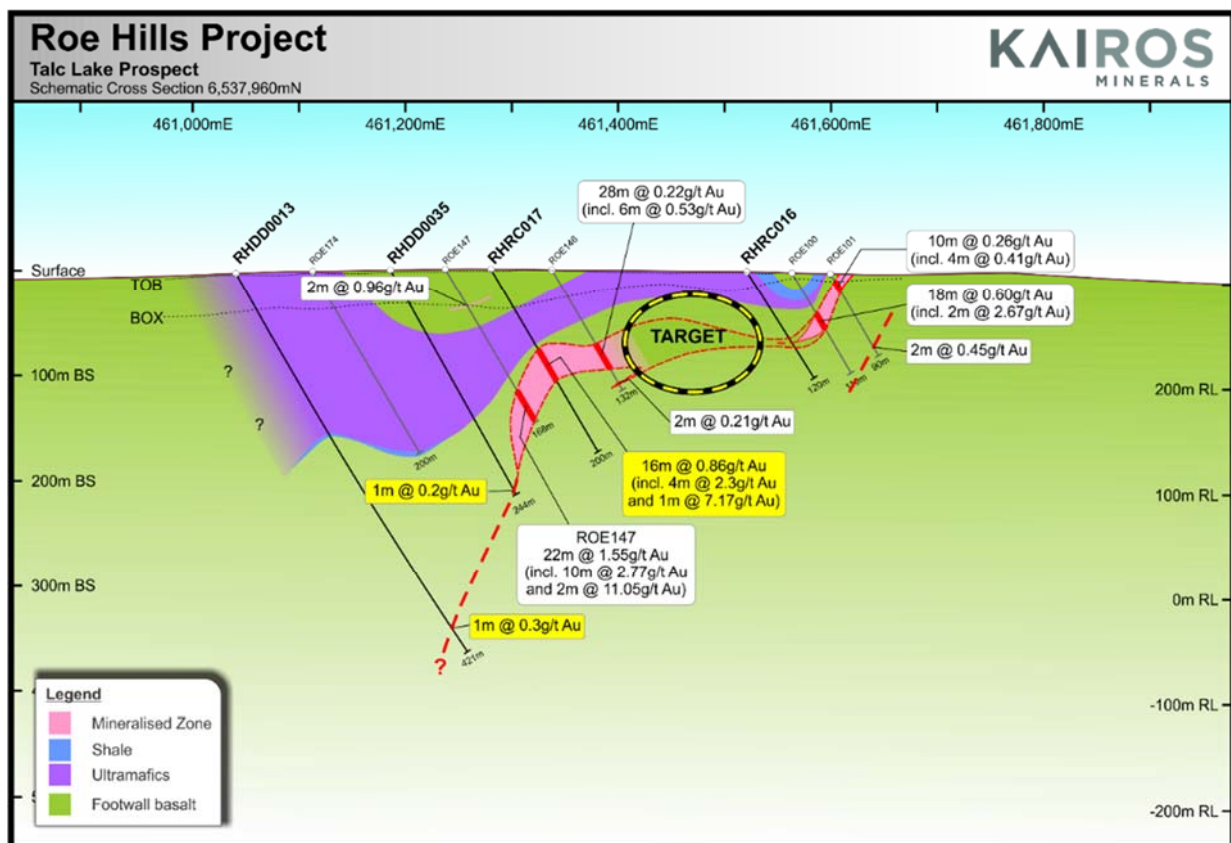 Roe Hills Project
Talc Lake Prospect
Schematic Cross Section 6,537,960mN
KAIROS
MINERALS
461,000mE
461,200mE
461,400mE
461,600mE
461,800mE
RHDD0013
ROE174
RHDD0035
ROE147
RHRC017
ROE146
RHRC016
ROE100
ROE101
28m @ 0.22g/t Au
(incl. 6m @ 0.53g/t Au)
10m @ 0.26g/t Au
(incl. 4m @ 0.41g/t Au)
Surface
TOB
BOX
2m @ 0.96g/t Au
18m @ 0.60g/t Au
(incl. 2m @ 2.67g/t Au)
TARGET
2m @ 0.45g/t Au
90m
?
100m BS
120m
132m
200m RL
?
168m
2m @ 0.21g/t Au
200m
200m
16m @ 0.86g/t Au
(incl. 4m @ 2.3g/t Au
and 1m @ 7.17g/t Au)
200m BS
1m @ 0.2g/t Au
244m
100m RL
ROE147
22m @ 1.55g/t Au
(incl. 10m @ 2.77g/t Au
and 2m @ 11.05g/t Au)
300m BS
0m RL
1m @ 0.3g/t Au
421m
?
-100m RL
-200m RL
Legend
Mineralised Zone
Shale
Ultramafics
Footwall basalt